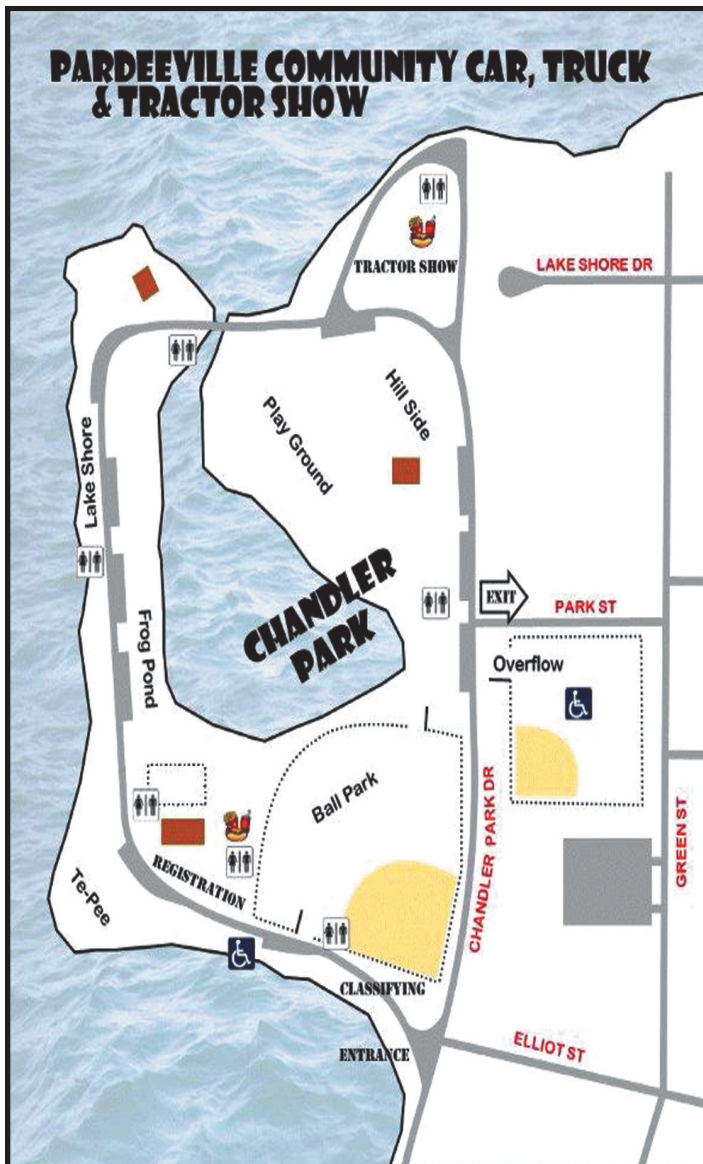 PARDEEVILLE COMMUNITY CAR, TRUCK
& TRACTOR SHOW
TRACTOR SHOW
LAKE SHORE DR
Hill Side
Play Ground
Lake Shore
CHANDLER
PARK
EXIT
PARK ST
Frog Pond
Overflow
Ball Park
CHANDLER PARK DR
GREEN ST
REGISTRATION
Te-Pee
CLASSIFYING
ENTRANCE
ELLIOT ST